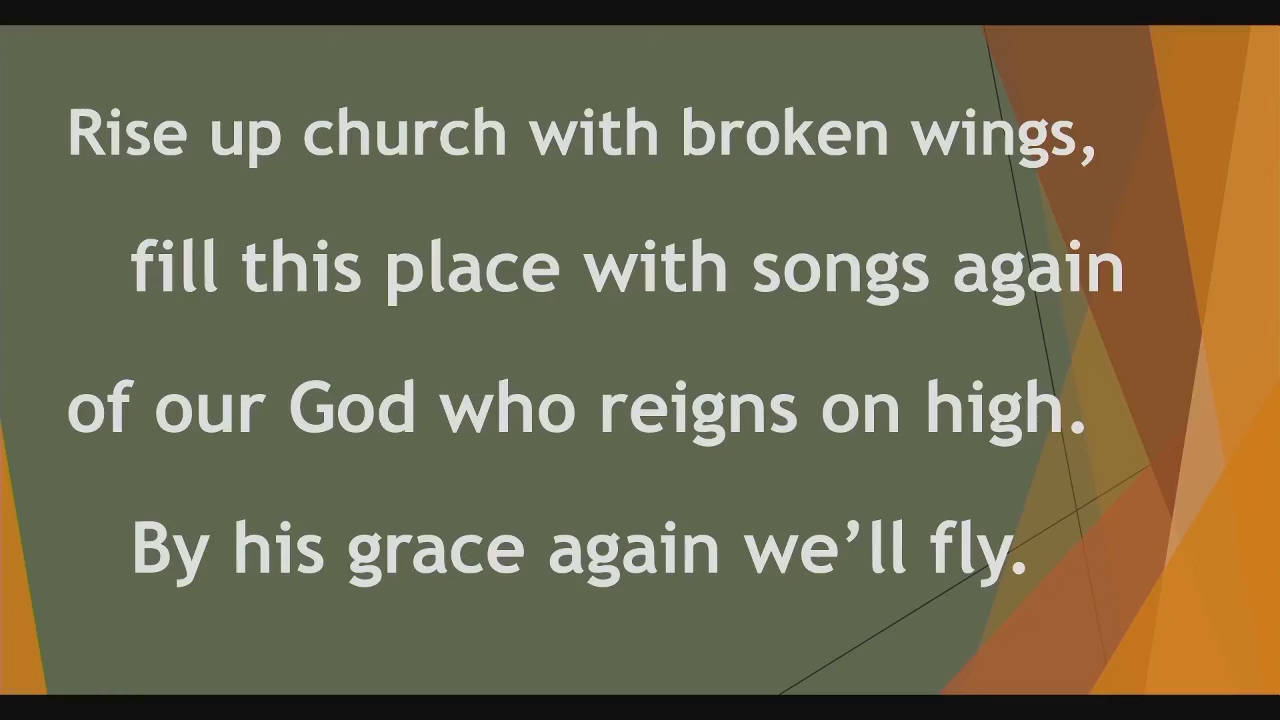 Rise up church with broken wings,
fill this place with songs again
of our God who reigns on high.
By his grace again we’ll fly.